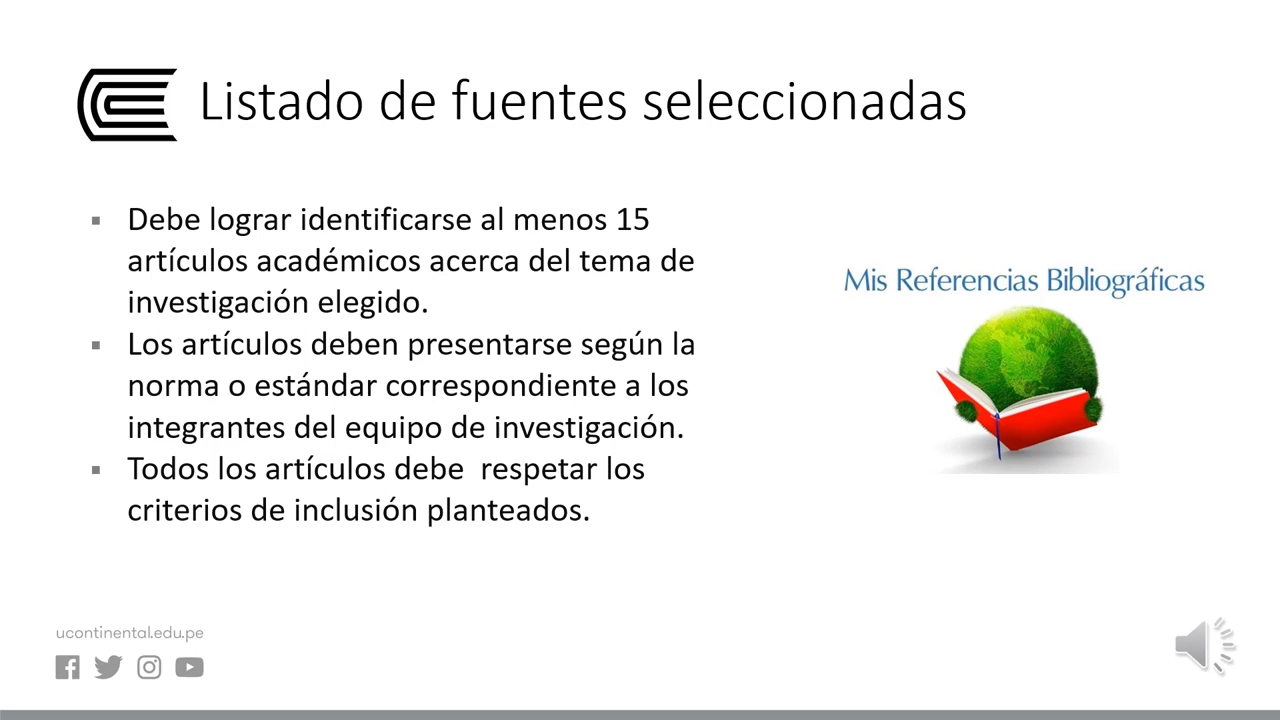 Listado de fuentes seleccionadas
▪ Debe lograr identificarse al menos 15
artículos académicos acerca del tema de
investigación elegido.
▪ Los artículos deben presentarse según la
norma o estándar correspondiente a los
integrantes del equipo de investigación.
▪ Todos los artículos debe  respetar los
criterios de inclusión planteados.
Mis Referencias Bibliográficas
ucontinental.edu.pe